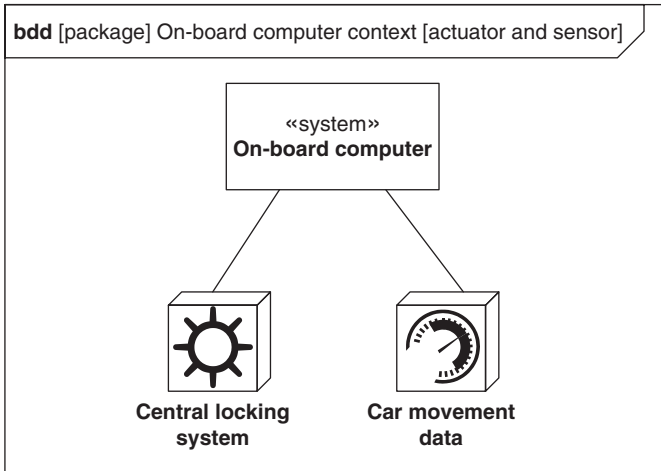 bdd [package] On-board computer context [actuator and sensor]
«system»
On-board computer
Central locking
system
Car movement
data